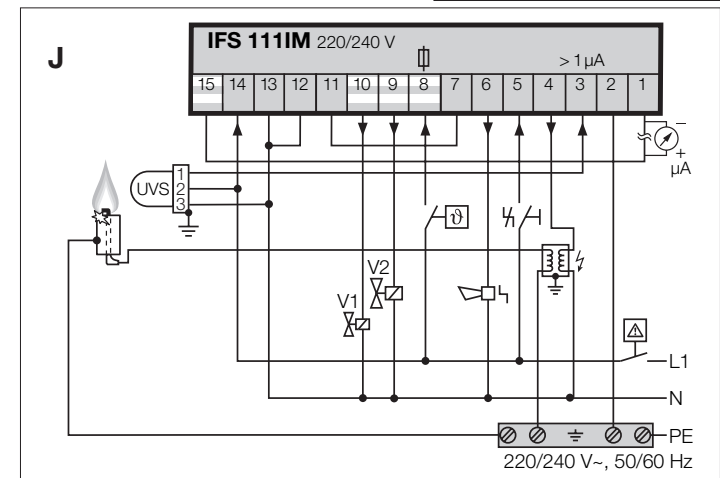 J
IFS 111IM 220/240 V
> 1 µA
15 14 13 12 11 10 9 8 7 6 5 4 3 2 1
–
+
µA
UVS
1
2
3
ϑ
V2
V1
L1
N
PE
220/240 V~, 50/60 Hz